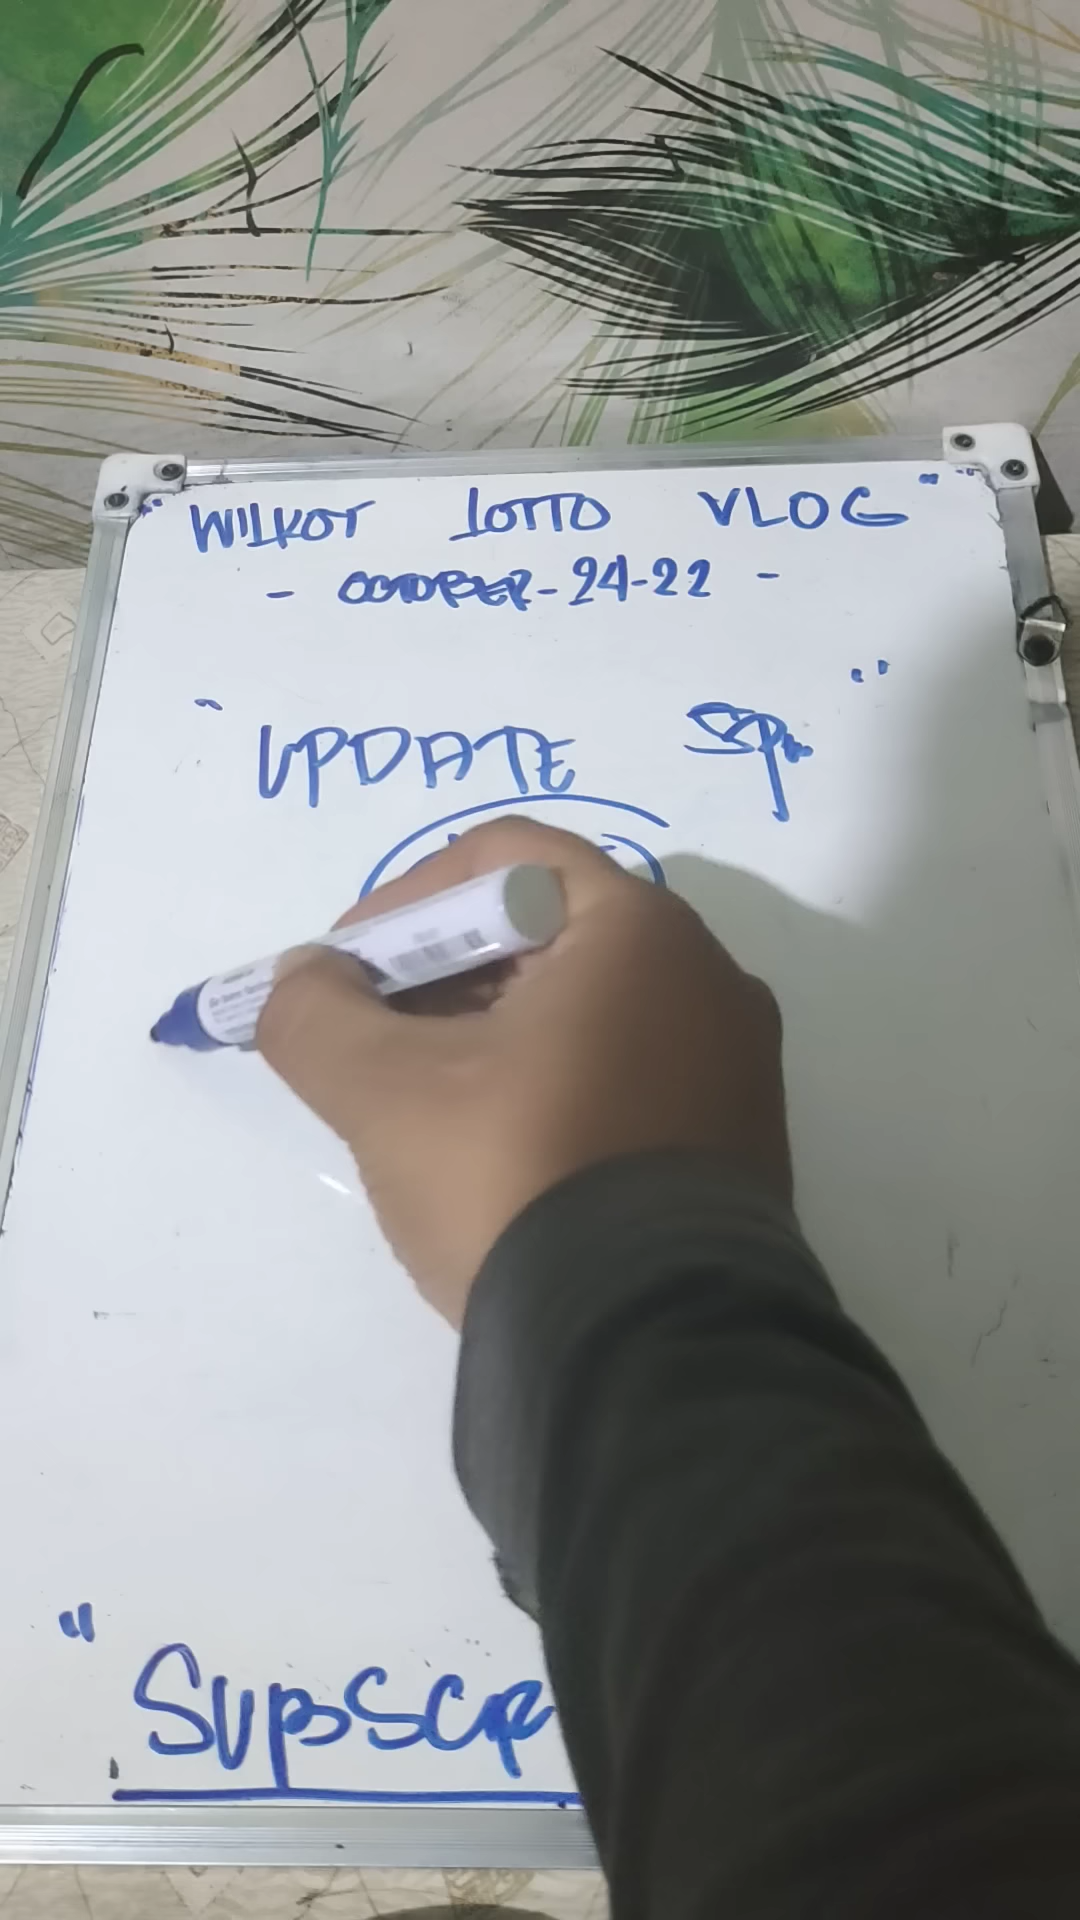 " WILKOT LOTTO VLOG "
- OCTOBER-24-22 -
" UPDATE 5pm "
" SUBSCR